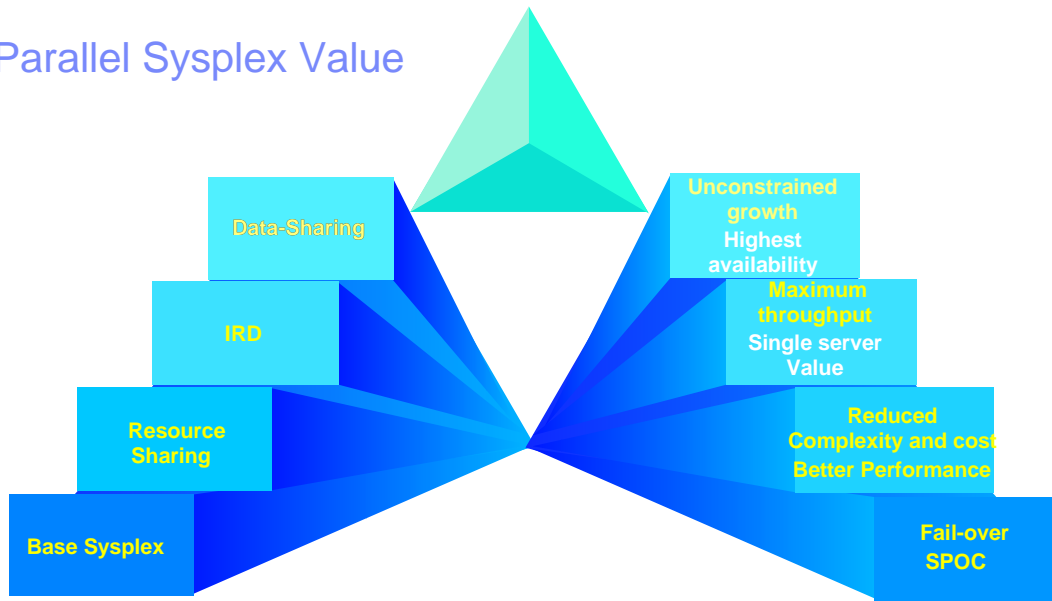 Parallel Sysplex Value
Data-Sharing
IRD
Resource
Sharing
Base Sysplex
Unconstrained
growth
Highest
availability
Maximum
throughput
Single server
Value
Reduced
Complexity and cost
Better Performance
Fail-over
SPOC